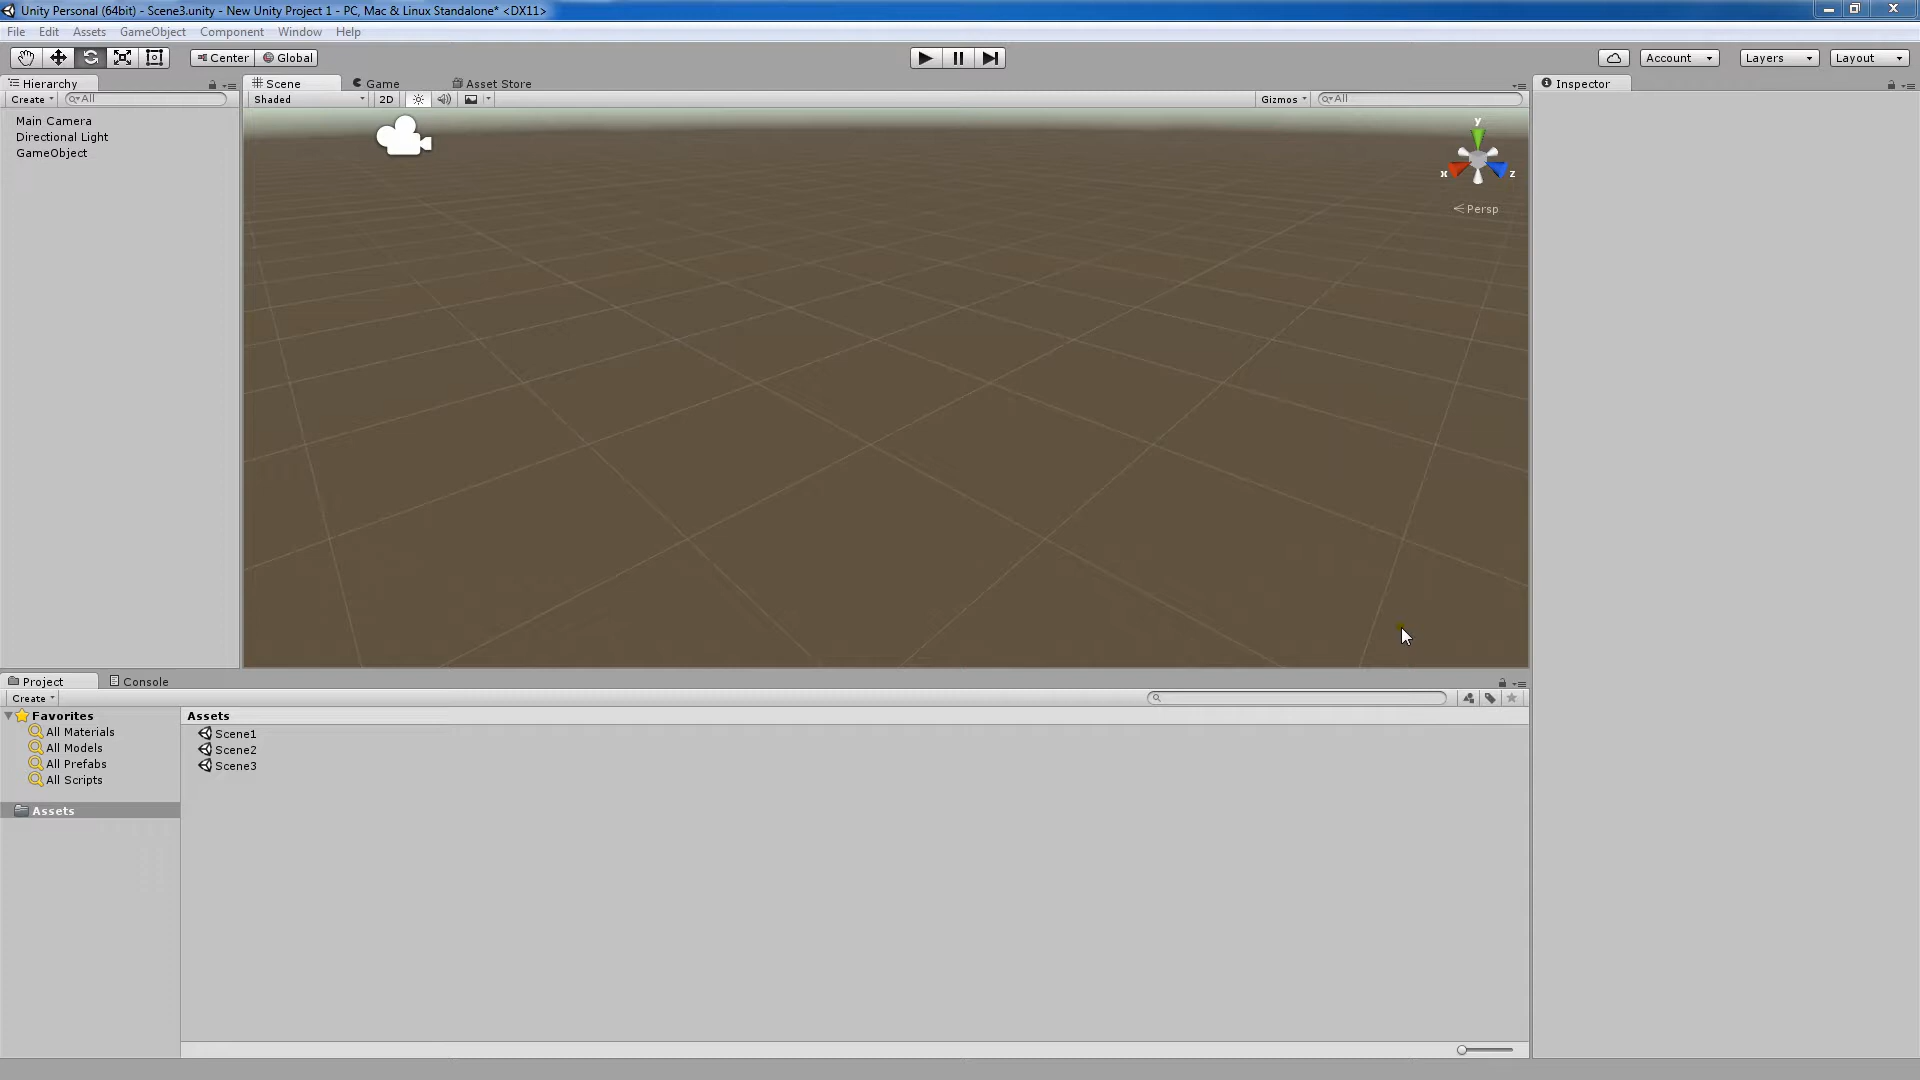 Unity Personal (64bit) - Scene3.unity - New Unity Project 1 - PC, Mac & Linux Standalone* <DX11>
File Edit Assets GameObject Component Window Help
Center Global Account Layers Layout
Hierarchy Scene Game Asset Store Inspector
Create All Shaded 2D Gizmos All
Main Camera
Directional Light
GameObject
y
x z
Persp
Project Console
Create
Favorites
All Materials
All Models
All Prefabs
All Scripts
Assets
Assets
Scene1
Scene2
Scene3